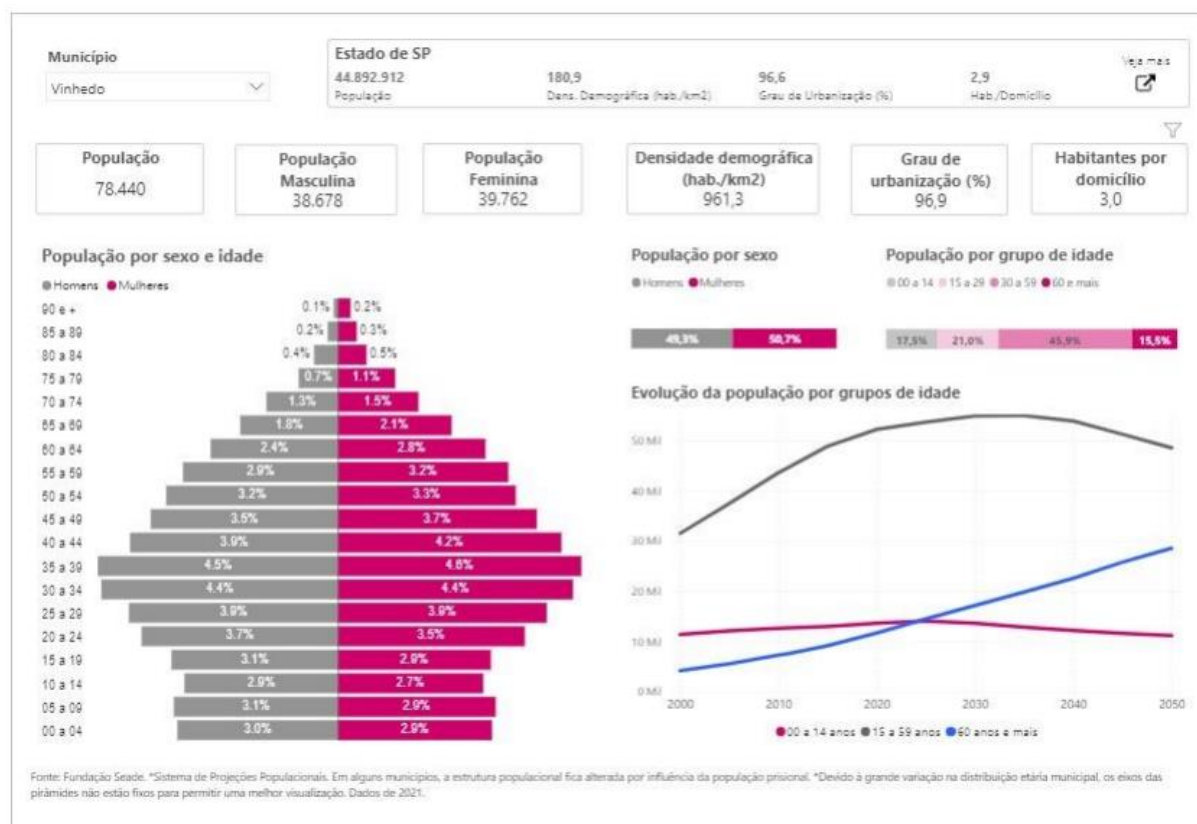 Município
Vinhedo
Estado de SP
44.892.912
População
180,9
Dens. Demográfica (hab./km2)
96,6
Grau de Urbanização (%)
2,9
Hab./Domicílio
Veja mais
População
78.440
População
Masculina
38.678
População
Feminina
39.762
Densidade demográfica
(hab./km2)
961,3
Grau de
urbanização (%)
96,9
Habitantes por
domicílio
3,0
População por sexo e idade
Homens Mulheres
90 e + 0.1% 0.2%
85 a 89 0.2% 0.3%
80 a 84 0.4% 0.5%
75 a 79 0.7% 1.1%
70 a 74 1.3% 1.5%
65 a 69 1.8% 2.1%
60 a 64 2.4% 2.8%
55 a 59 2.9% 3.2%
50 a 54 3.2% 3.3%
45 a 49 3.5% 3.7%
40 a 44 3.9% 4.2%
35 a 39 4.5% 4.6%
30 a 34 4.4% 4.4%
25 a 29 3.9% 3.9%
20 a 24 3.7% 3.5%
15 a 19 3.1% 2.9%
10 a 14 2.9% 2.7%
05 a 09 3.1% 2.9%
00 a 04 3.0% 2.9%
População por sexo
Homens Mulheres
49,3% 50,7%
População por grupo de idade
00 a 14 15 a 29 30 a 59 60 e mais
17,5% 21,0% 45,9% 15,5%
Evolução da população por grupos de idade
50 Mil
40 Mil
30 Mil
20 Mil
10 Mil
0 Mil
2000 2010 2020 2030 2040 2050
00 a 14 anos 15 a 59 anos 60 anos e mais
Fonte: Fundação Seade. *Sistema de Projeções Populacionais. Em alguns municípios, a estrutura populacional fica alterada por influência da população prisional. *Devido à grande variação na distribuição etária municipal, os eixos das
pirâmides não estão fixos para permitir uma melhor visualização. Dados de 2021.